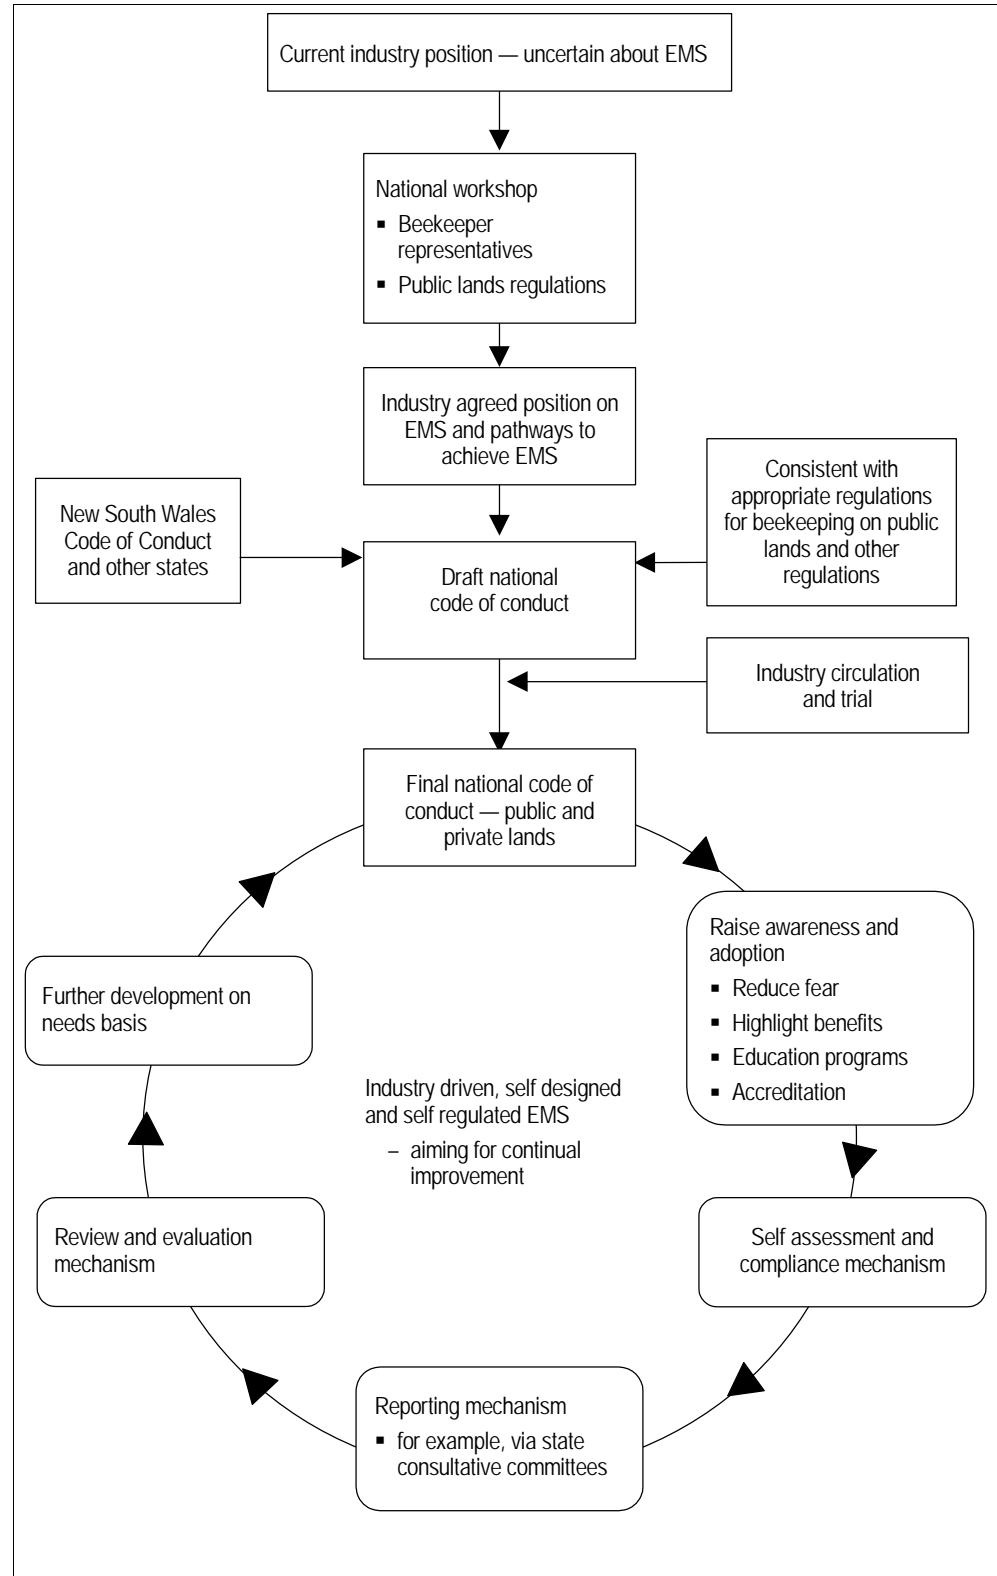 Current industry position — uncertain about EMS
National workshop
▪ Beekeeper
representatives
▪ Public lands regulations
Industry agreed position on
EMS and pathways to
achieve EMS
New South Wales
Code of Conduct
and other states
Consistent with
appropriate regulations
for beekeeping on public
lands and other
regulations
Draft national
code of conduct
Industry circulation
and trial
Final national code of
conduct — public and
private lands
Raise awareness and
adoption
▪ Reduce fear
▪ Highlight benefits
▪ Education programs
▪ Accreditation
Further development on
needs basis
Industry driven, self designed
and self regulated EMS
– aiming for continual
improvement
Review and evaluation
mechanism
Self assessment and
compliance mechanism
Reporting mechanism
▪ for example, via state
consultative committees